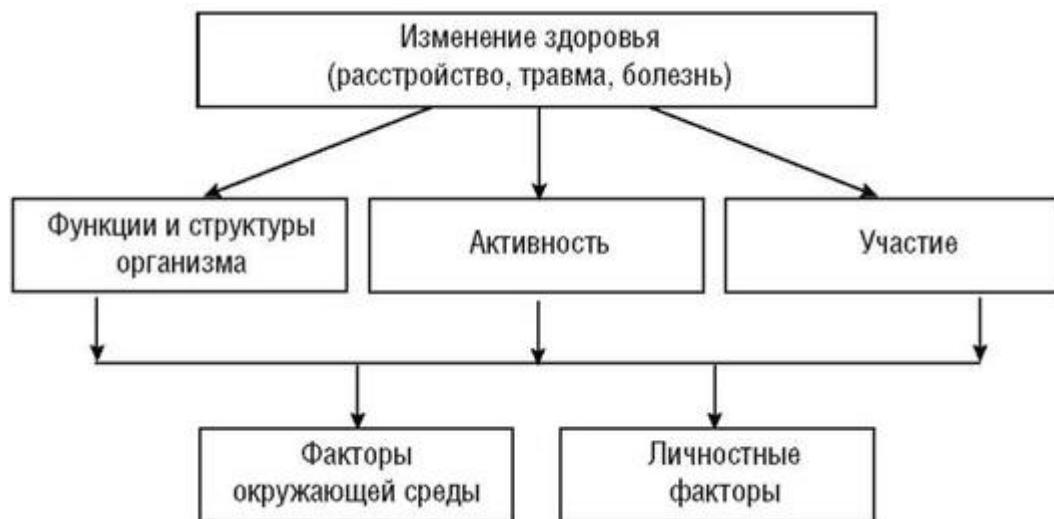 Изменение здоровья
(расстройство, травма, болезнь)
Функции и структуры
организма
Активность
Участие
Факторы
окружающей среды
Личностные
факторы